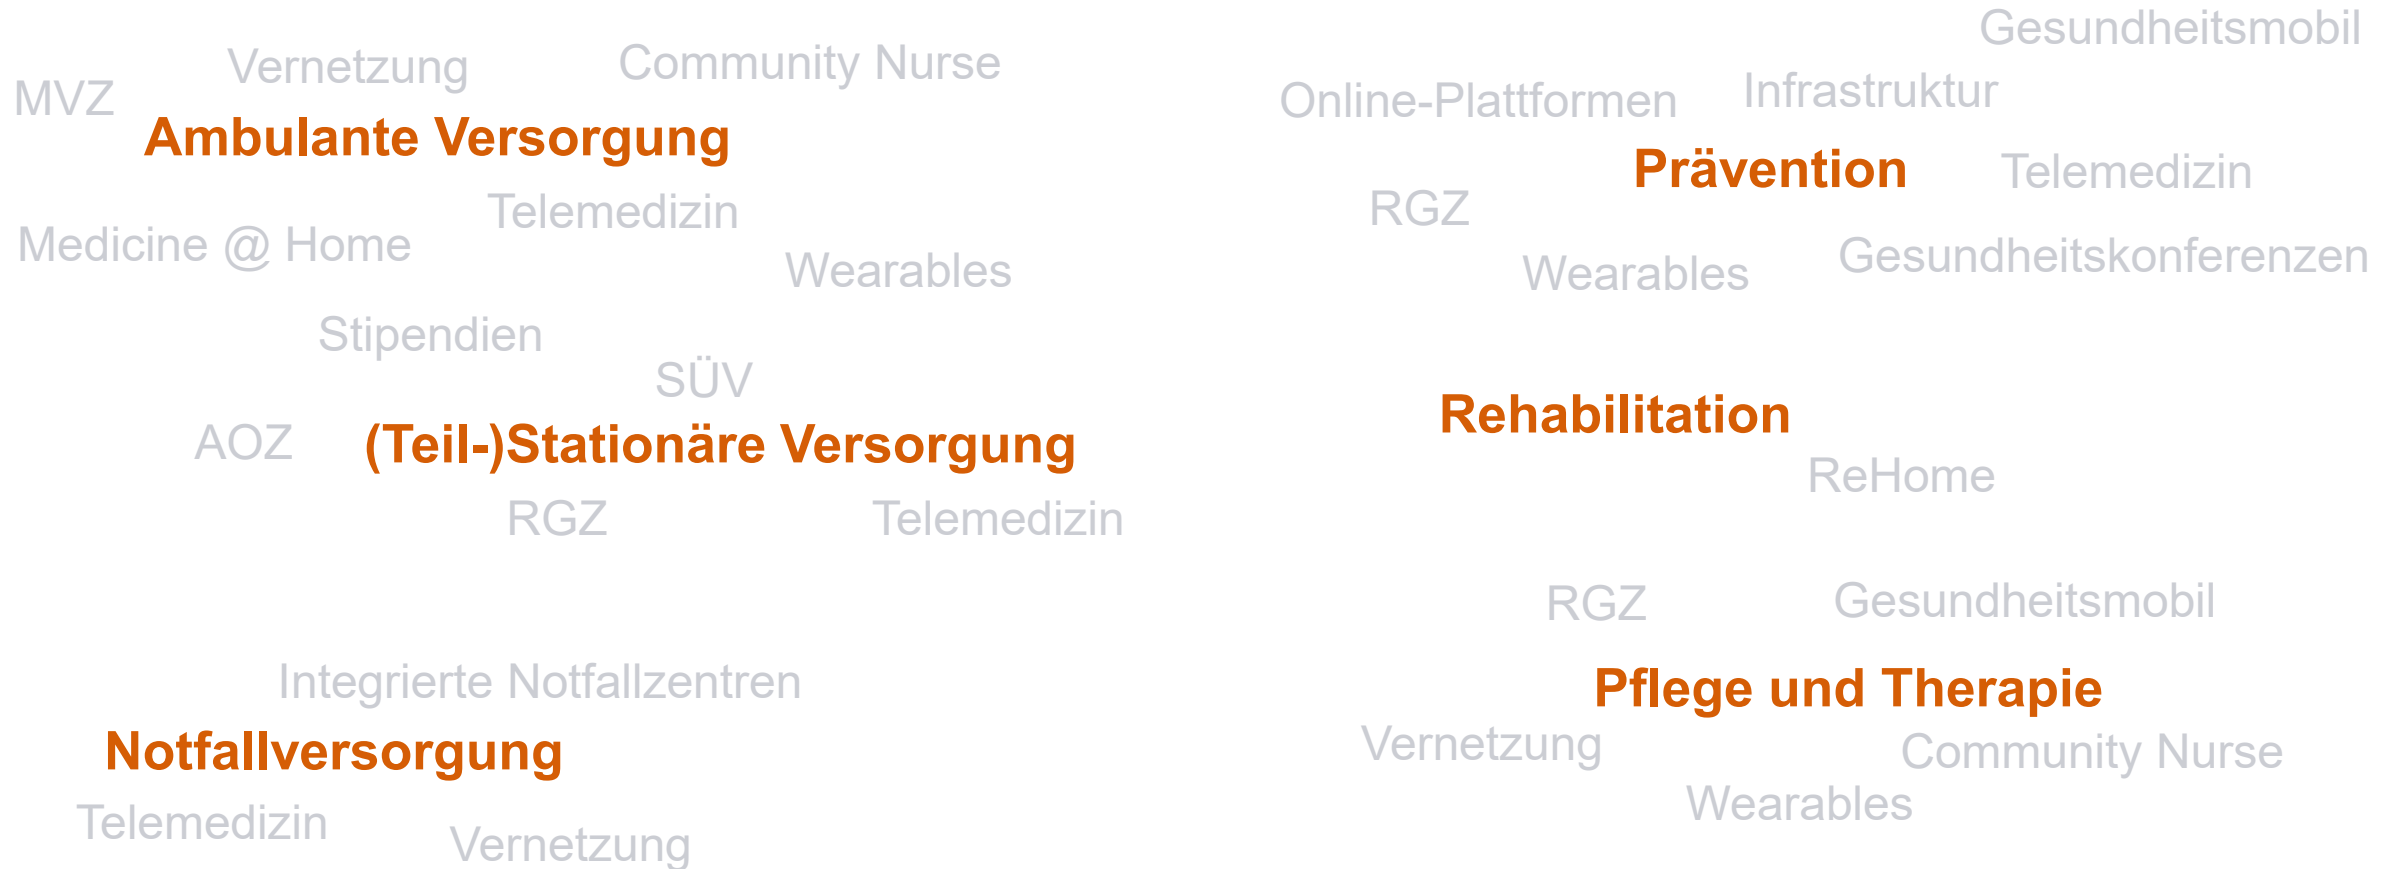 Vernetzung
Community Nurse
MVZ
Ambulante Versorgung
Telemedizin
Medicine @ Home
Wearables
Stipendien
SÜV
AOZ
(Teil-)Stationäre Versorgung
RGZ
Telemedizin
Integrierte Notfallzentren
Notfallversorgung
Telemedizin
Vernetzung
Gesundheitsmobil
Online-Plattformen
Infrastruktur
Prävention
Telemedizin
RGZ
Wearables
Gesundheitskonferenzen
Rehabilitation
ReHome
RGZ
Gesundheitsmobil
Pflege und Therapie
Vernetzung
Community Nurse
Wearables